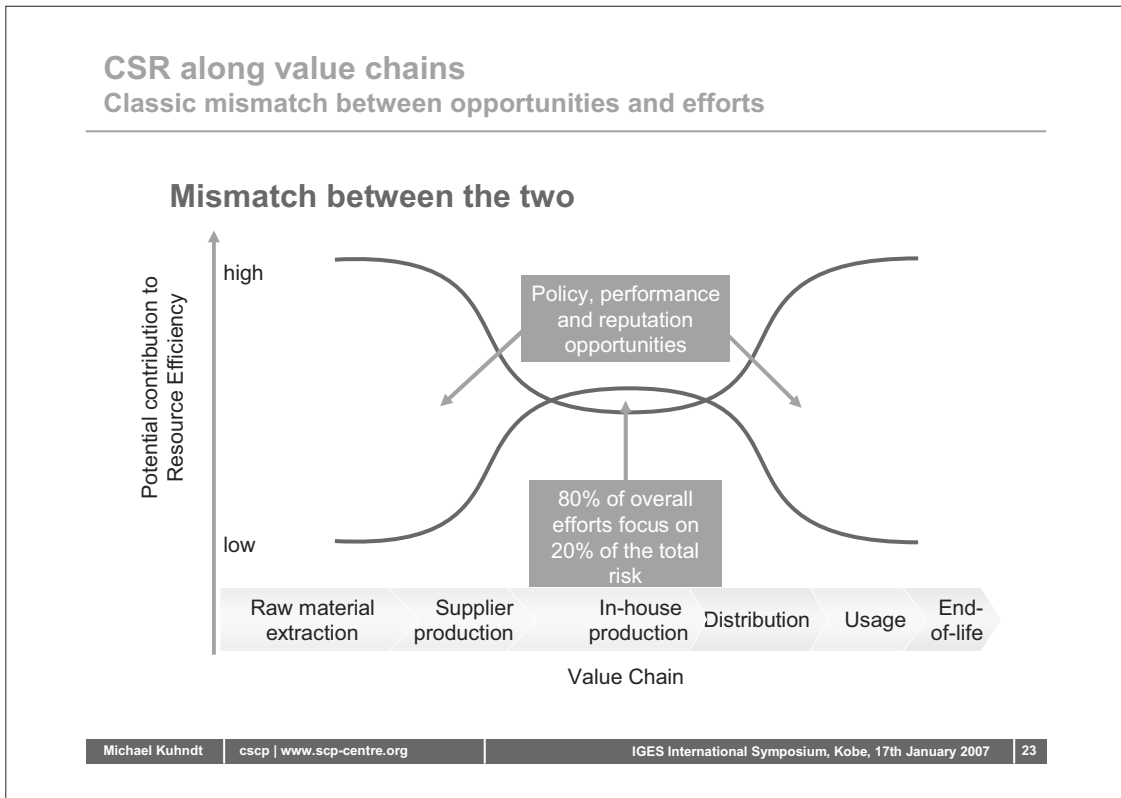 CSR along value chains
Classic mismatch between opportunities and efforts
Mismatch between the two
Potential contribution to
Resource Efficiency
high
Policy, performance
and reputation
opportunities
80% of overall
efforts focus on
20% of the total
risk
low
Raw material
extraction
Supplier
production
In-house
production
Distribution
Usage
End-
of-life
Value Chain
Michael Kuhndt
cscp | www.scp-centre.org
IGES International Symposium, Kobe, 17th January 2007
23